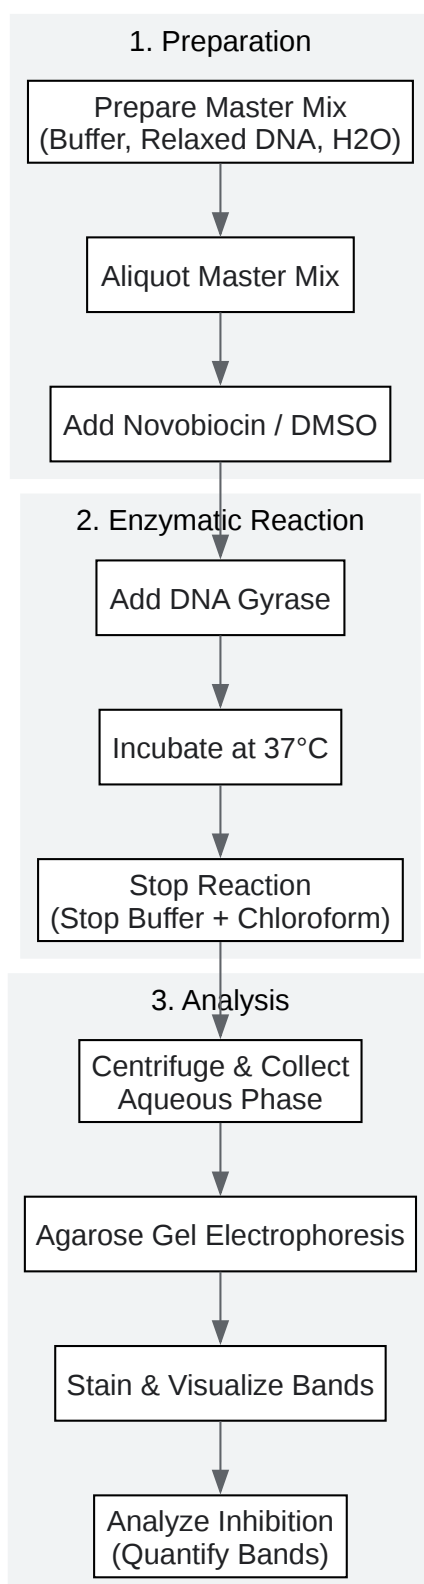 1. Preparation
Prepare Master Mix
(Buffer, Relaxed DNA, H2O)
Aliquot Master Mix
Add Novobiocin / DMSO
2. Enzymatic Reaction
Add DNA Gyrase
Incubate at 37°C
Stop Reaction
(Stop Buffer + Chloroform)
3. Analysis
Centrifuge & Collect
Aqueous Phase
Agarose Gel Electrophoresis
Stain & Visualize Bands
Analyze Inhibition
(Quantify Bands)